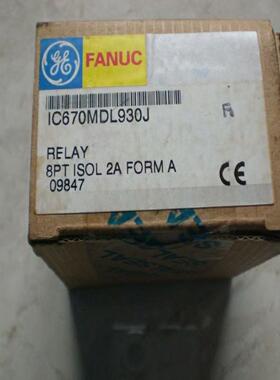 GE FANUC
IC670MDL930J
R
RELAY
8PT ISOL 2A FORM A
09847
CE